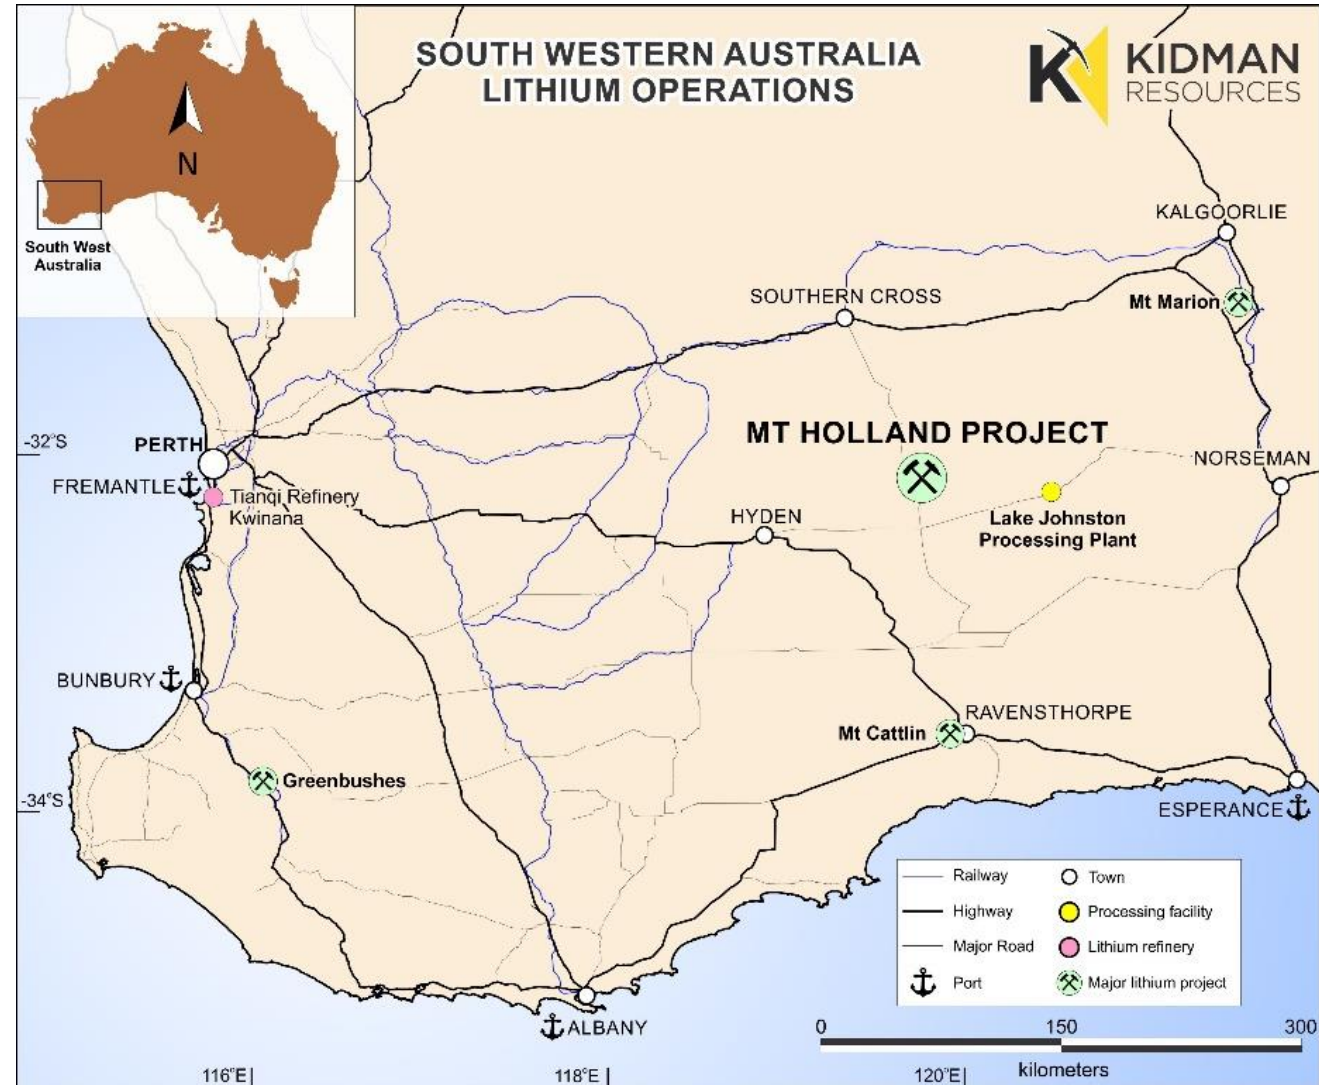 SOUTH WESTERN AUSTRALIA
LITHIUM OPERATIONS
KIDMAN
RESOURCES
N
South West
Australia
KALGOORLIE
Mt Marion
SOUTHERN CROSS
-32°S
PERTH
MT HOLLAND PROJECT
NORSEMAN
FREMANTLE
Tianqi Refinery
Kwinana
HYDEN
Lake Johnston
Processing Plant
BUNBURY
RAVENSTHORPE
Mt Cattlin
Greenbushes
-34°S
ESPERANCE
Railway
Town
Highway
Processing facility
Major Road
Lithium refinery
Port
Major lithium project
ALBANY
0 150 300
kilometers
116°E
118°E
120°E